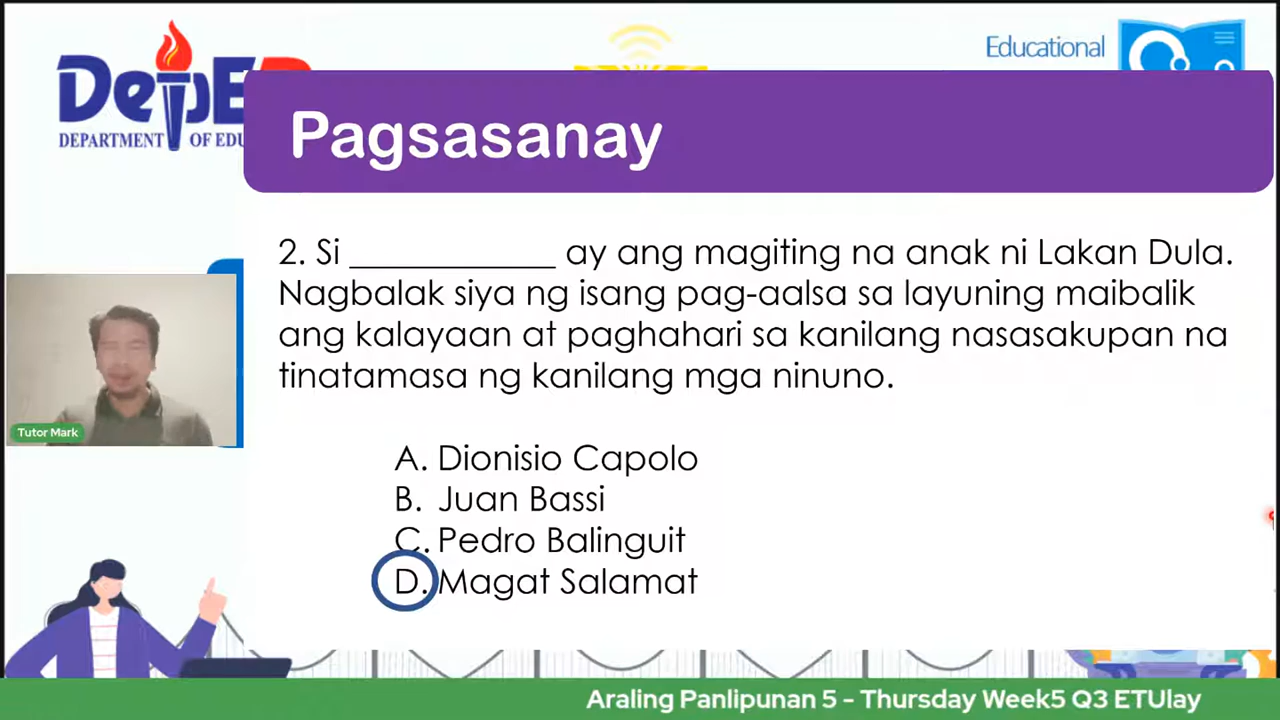 DepED
DEPARTMENT OF EDU
Educational
Pagsasanay
2. Si ____________ ay ang magiting na anak ni Lakan Dula.
Nagbalak siya ng isang pag-aalsa sa layuning maibalik
ang kalayaan at paghahari sa kanilang nasasakupan na
tinatamasa ng kanilang mga ninuno.
A. Dionisio Capolo
B. Juan Bassi
C. Pedro Balinguit
D. Magat Salamat
Tutor Mark
Araling Panlipunan 5 - Thursday Week5 Q3 ETUlay